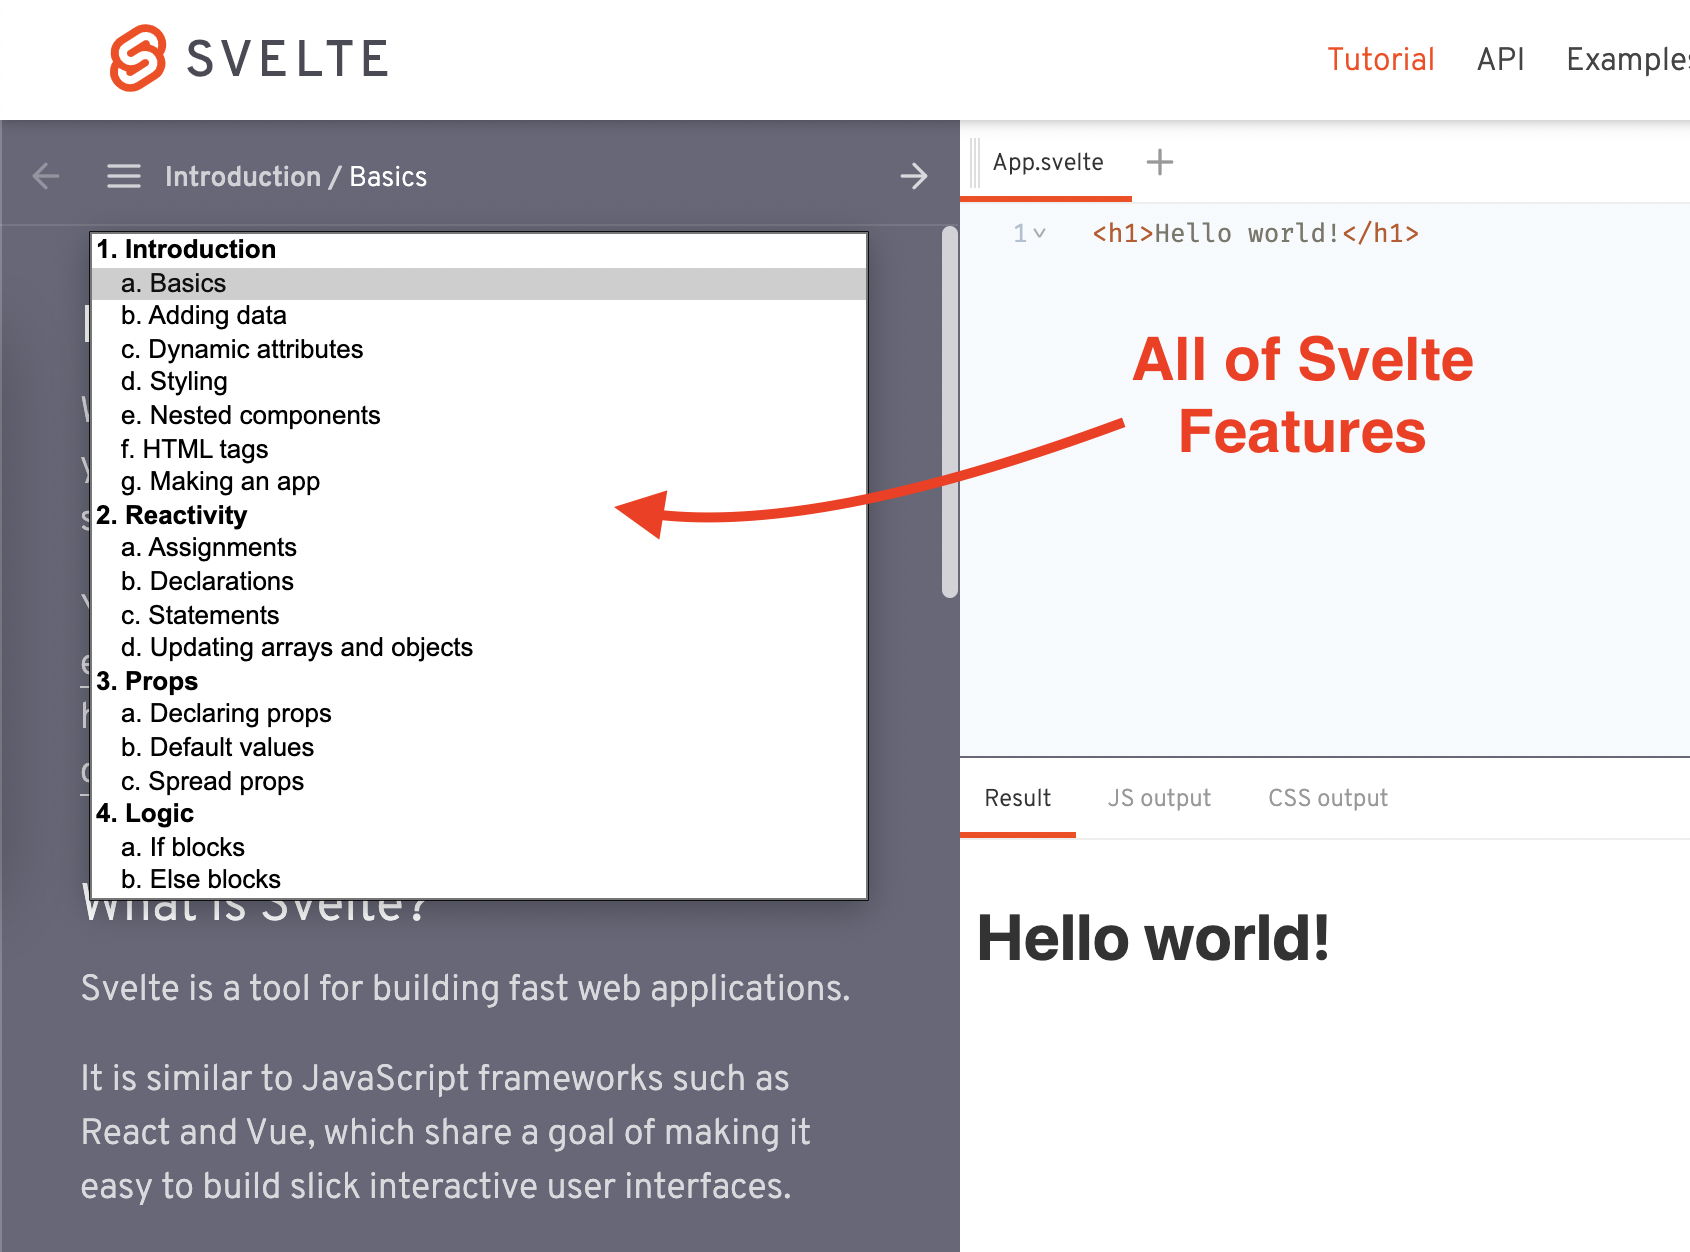 SVELTE
Tutorial API Examples
Introduction / Basics
1. Introduction
a. Basics
b. Adding data
c. Dynamic attributes
d. Styling
e. Nested components
f. HTML tags
g. Making an app
2. Reactivity
a. Assignments
b. Declarations
c. Statements
d. Updating arrays and objects
3. Props
a. Declaring props
b. Default values
c. Spread props
4. Logic
a. If blocks
b. Else blocks
What is Svelte?
Svelte is a tool for building fast web applications.
It is similar to JavaScript frameworks such as
React and Vue, which share a goal of making it
easy to build slick interactive user interfaces.
App.svelte +
1 <h1>Hello world!</h1>
All of Svelte
Features
Result JS output CSS output
Hello world!